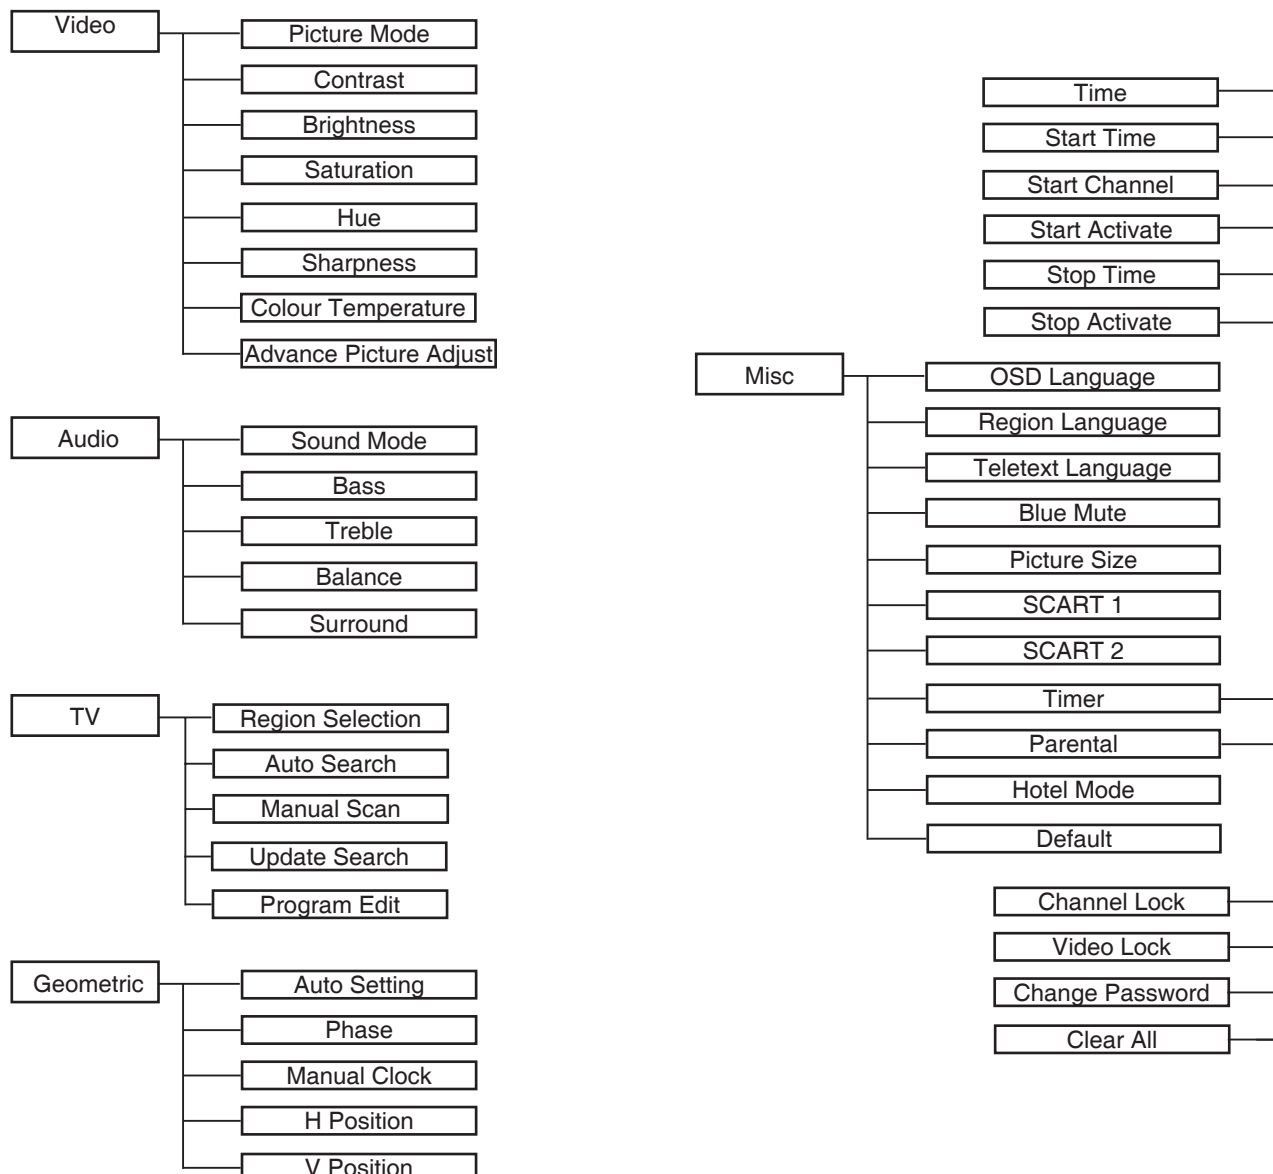 Video
Picture Mode
Contrast
Brightness
Saturation
Hue
Sharpness
Colour Temperature
Advance Picture Adjust
Audio
Sound Mode
Bass
Treble
Balance
Surround
TV
Region Selection
Auto Search
Manual Scan
Update Search
Program Edit
Geometric
Auto Setting
Phase
Manual Clock
H Position
V Position
Time
Start Time
Start Channel
Start Activate
Stop Time
Stop Activate
Misc
OSD Language
Region Language
Teletext Language
Blue Mute
Picture Size
SCART 1
SCART 2
Timer
Parental
Hotel Mode
Default
Channel Lock
Video Lock
Change Password
Clear All